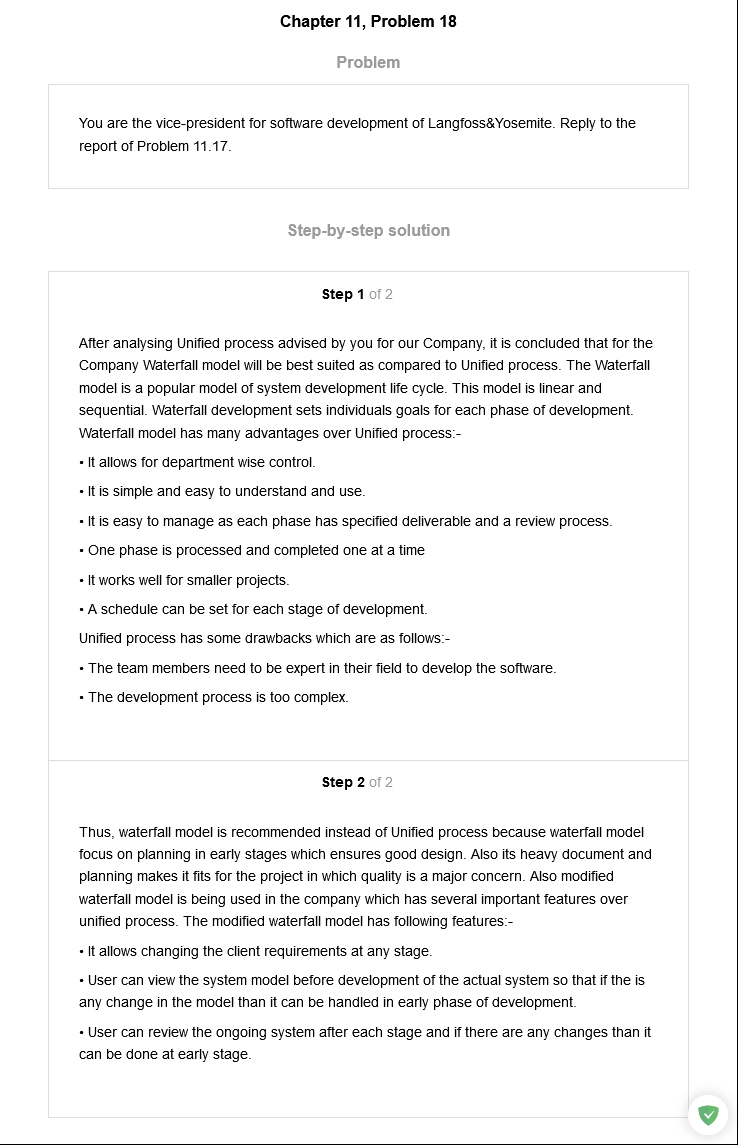 Chapter 11, Problem 18
Problem
You are the vice-president for software development of Langfoss&Yosemite. Reply to the
report of Problem 11.17.
Step-by-step solution
Step 1 of 2
After analysing Unified process advised by you for our Company, it is concluded that for the
Company Waterfall model will be best suited as compared to Unified process. The Waterfall
model is a popular model of system development life cycle. This model is linear and
sequential. Waterfall development sets individuals goals for each phase of development.
Waterfall model has many advantages over Unified process:-
• It allows for department wise control.
• It is simple and easy to understand and use.
• It is easy to manage as each phase has specified deliverable and a review process.
• One phase is processed and completed one at a time
• It works well for smaller projects.
• A schedule can be set for each stage of development.
Unified process has some drawbacks which are as follows:-
• The team members need to be expert in their field to develop the software.
• The development process is too complex.
Step 2 of 2
Thus, waterfall model is recommended instead of Unified process because waterfall model
focus on planning in early stages which ensures good design. Also its heavy document and
planning makes it fits for the project in which quality is a major concern. Also modified
waterfall model is being used in the company which has several important features over
unified process. The modified waterfall model has following features:-
• It allows changing the client requirements at any stage.
• User can view the system model before development of the actual system so that if the is
any change in the model than it can be handled in early phase of development.
• User can review the ongoing system after each stage and if there are any changes than it
can be done at early stage.